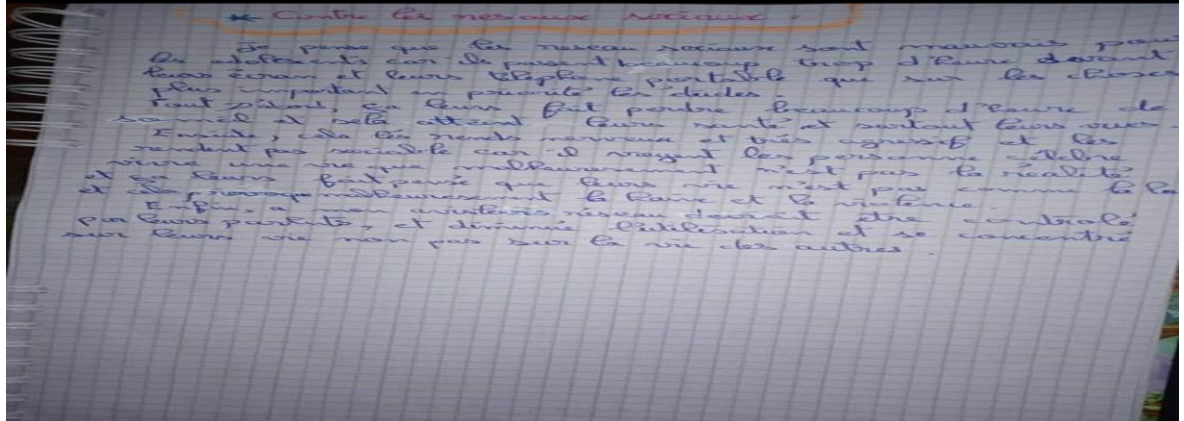 * Contre les reseaux sociaux.
Je pense que les reseau sociaux sont mauvais pour
les adolescents car ils passent beaucoup trop d'heure devant
leurs écran et leurs téléphone portable que sur les choses
plus important en priorité les études.
Tout d'abord, ça leurs fait perdre beaucoup d'heure de
sommeil et cela atteint leurs santé et surtout leurs vues.
Ensuite, cela les rends nerveux et très agressif et les
rendent pas sociable car il voyent les personne célèbre
vivre une vie que malheureusement n'est pas la réalité
et ça leurs fait pensé que leurs vie n'est pas comme
et cela provoque malheureusement la haine et la violence.
Enfin, a mon avis réseau devrait être controlé
par leurs parents, et diminué l'utilisation et se concentré
sur leurs vie non pas sur la vie des autres.